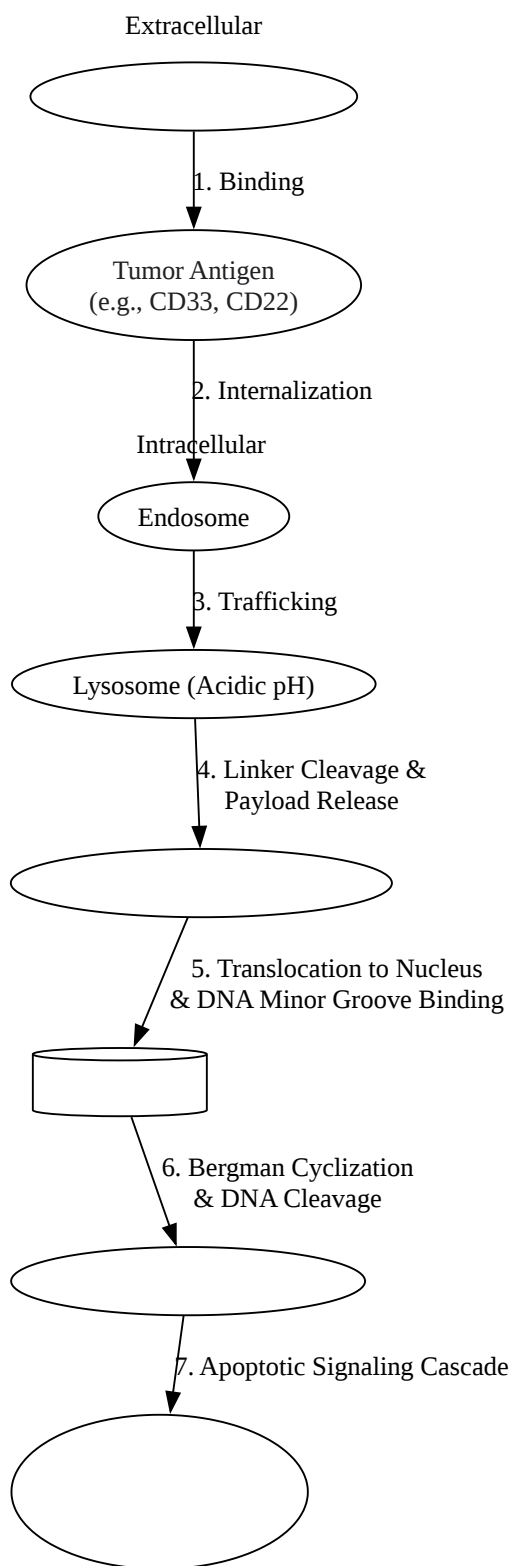 Extracellular
1. Binding
Tumor Antigen
(e.g., CD33, CD22)
2. Internalization
Intracellular
Endosome
3. Trafficking
Lysosome (Acidic pH)
4. Linker Cleavage &
Payload Release
5. Translocation to Nucleus
& DNA Minor Groove Binding
6. Bergman Cyclization
& DNA Cleavage
7. Apoptotic Signaling Cascade